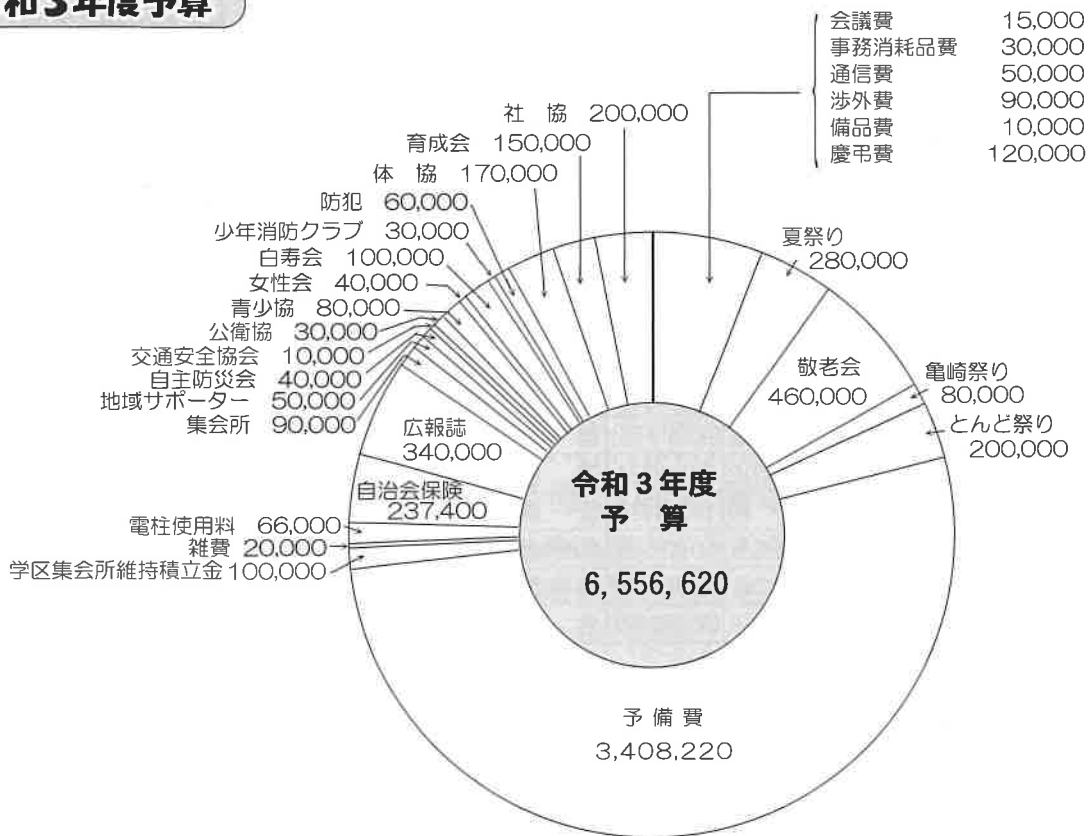 和3年度予算
会議費 15,000
事務消耗品費 30,000
通信費 50,000
渉外費 90,000
備品費 10,000
慶弔費 120,000
社 協 200,000
育成会 150,000
体 協 170,000
防犯 60,000
少年消防クラブ 30,000
白寿会 100,000
女性会 40,000
青少協 80,000
公衛協 30,000
交通安全協会 10,000
自主防災会 40,000
地域サポーター 50,000
集会所 90,000
広報誌
340,000
自治会保険
237,400
電柱使用料 66,000
雑費 20,000
学区集会所維持積立金 100,000
夏祭り
280,000
敬老会
460,000
亀崎祭り
80,000
とんど祭り
200,000
令和3年度
予 算
6,556,620
予 備 費
3,408,220